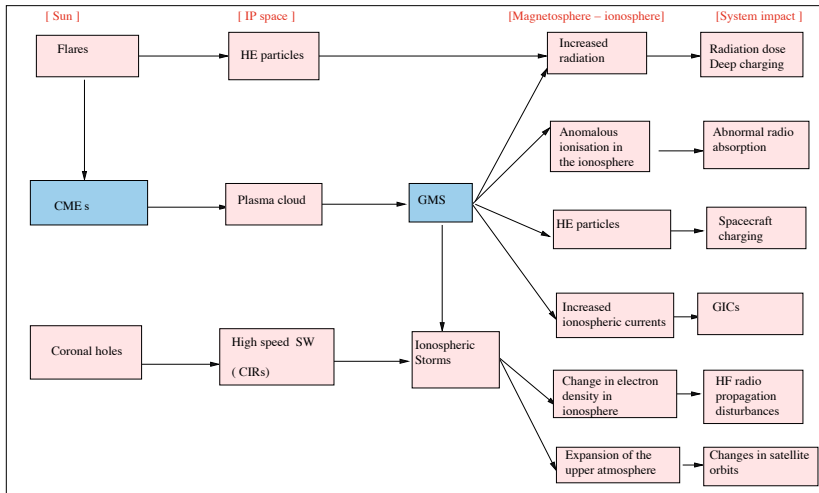 [ Sun ]
[ IP space ]
[Magnetosphere – ionosphere]
[System impact ]
Flares
HE particles
Increased
radiation
Radiation dose
Deep charging
Anomalous
ionisation in
the ionosphere
Abnormal radio
absorption
CME s
Plasma cloud
GMS
HE particles
Spacecraft
charging
Increased
ionospheric currents
GICs
Coronal holes
High speed SW
( CIRs)
Ionospheric
Storms
Change in electron
density in
ionosphere
HF radio
propagation
disturbances
Expansion of the
upper atmosphere
Changes in satellite
orbits